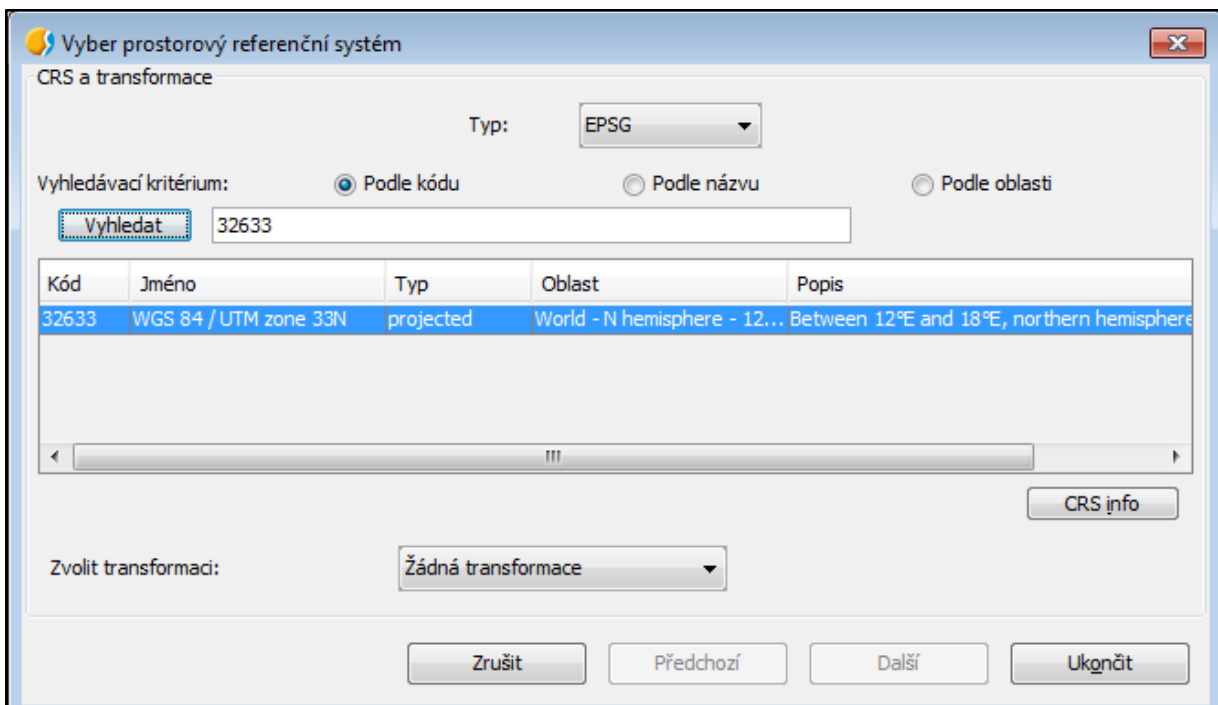 Vyber prostorový referenční systém
CRS a transformace
Typ: EPSG
Vyhledávací kritérium: Podle kódu Podle názvu Podle oblasti
Vyhledat 32633
Kód Jméno Typ Oblast Popis
32633 WGS 84 / UTM zone 33N projected World - N hemisphere - 12... Between 12°E and 18°E, northern hemisphere
CRS info
Zvolit transformaci: Žádná transformace
Zrušit Předchozí Další Ukončit